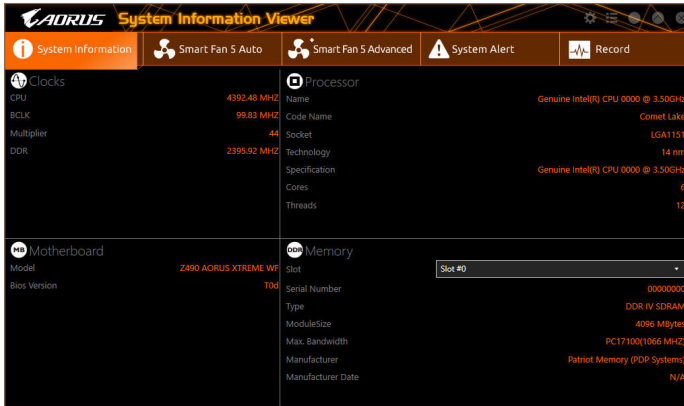 AORUS System Information Viewer
System Information
Smart Fan 5 Auto
Smart Fan 5 Advanced
System Alert
Record
Clocks
CPU 4392.48 MHZ
BCLK 99.83 MHZ
Multiplier 44
DDR 2395.92 MHZ
Processor
Name Genuine Intel(R) CPU 0000 @ 3.50GHz
Code Name Comet Lake
Socket LGA1151
Technology 14 nm
Specification Genuine Intel(R) CPU 0000 @ 3.50GHz
Cores 6
Threads 12
MB Motherboard
Model Z490 AORUS XTREME WF
Bios Version T0d
DDR Memory
Slot Slot #0
Serial Number 00000000
Type DDR IV SDRAM
ModuleSize 4096 MBytes
Max. Bandwidth PC17100(1066 MHZ)
Manufacturer Patriot Memory (PDP Systems)
Manufacturer Date N/A